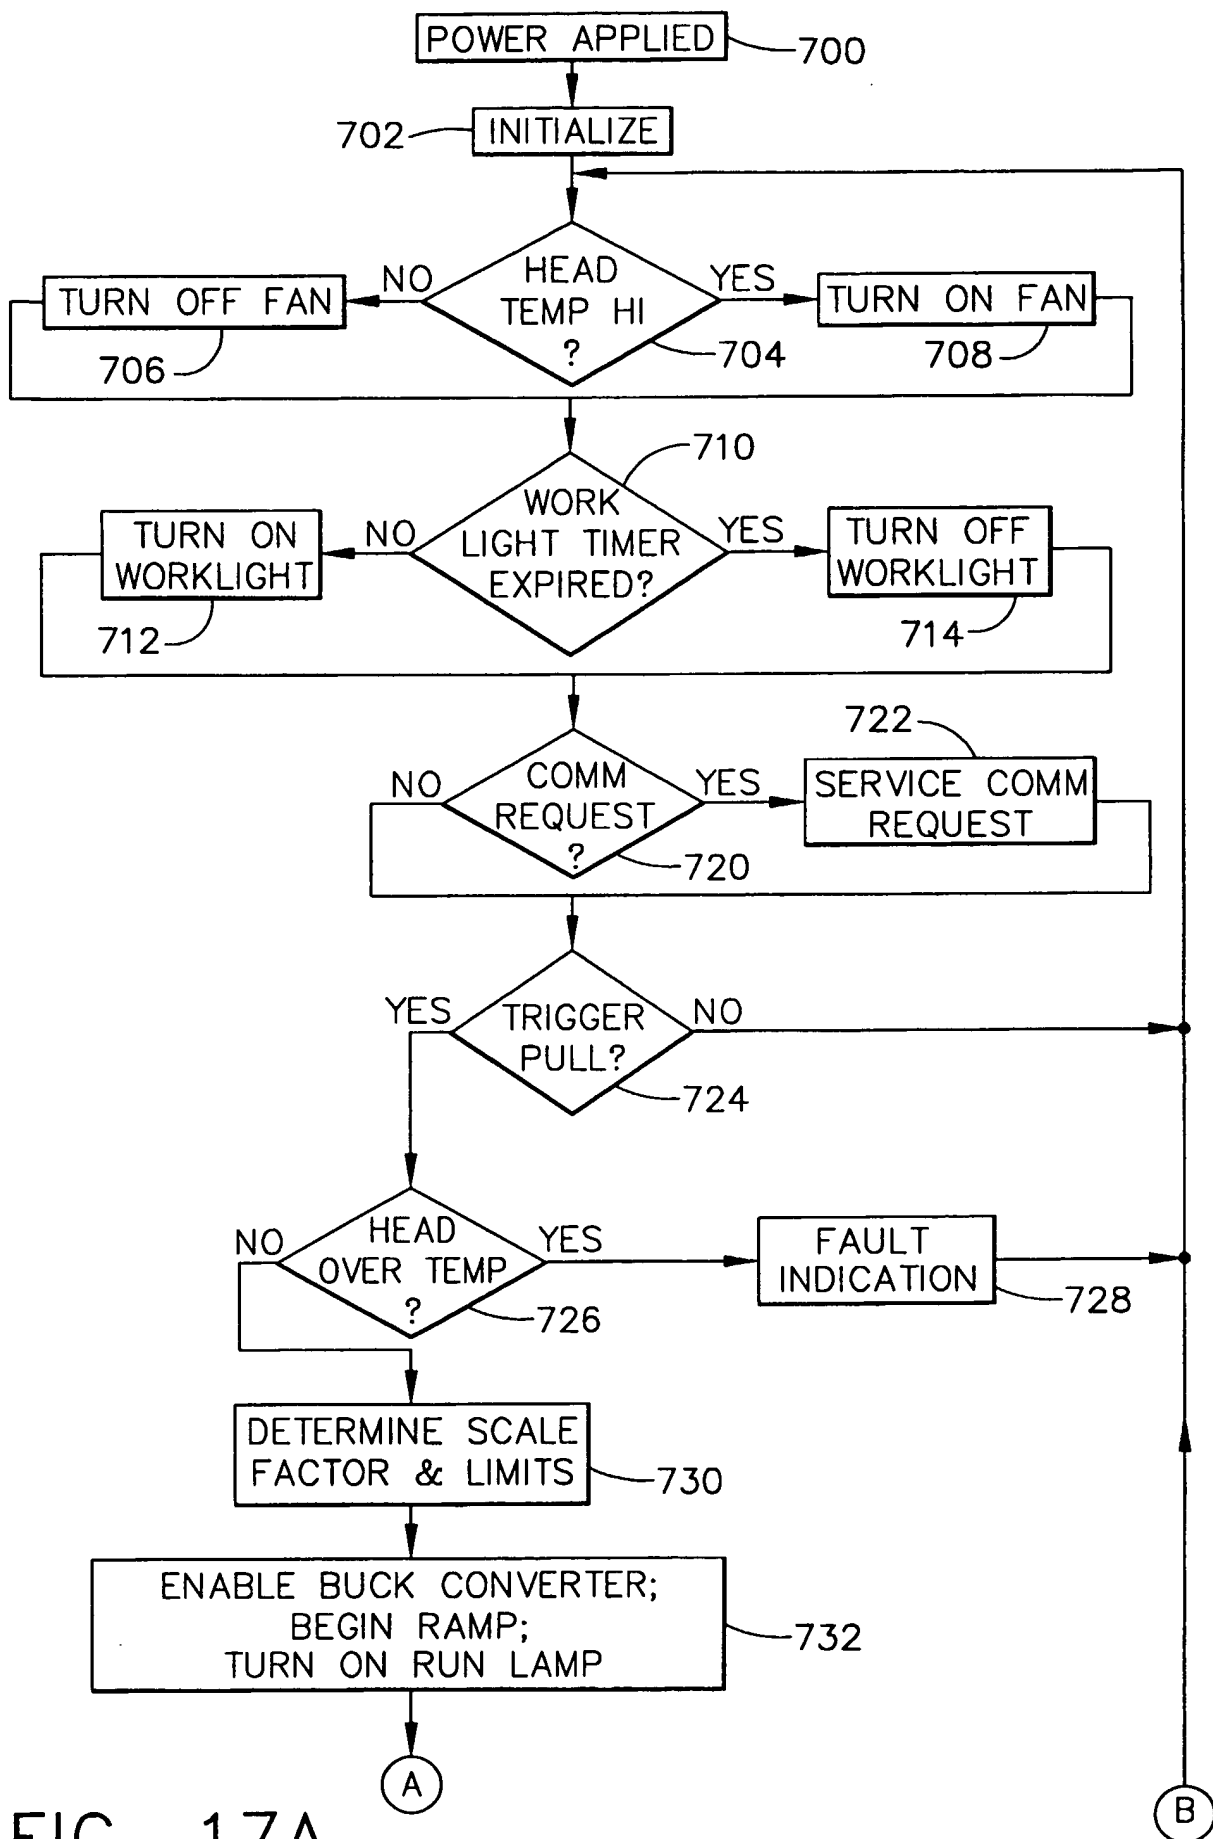 POWER APPLIED
700
702
INITIALIZE
HEAD
TEMP HI
?
NO
YES
TURN OFF FAN
TURN ON FAN
706
704
708
710
WORK
LIGHT TIMER
EXPIRED?
NO
YES
TURN ON
WORKLIGHT
TURN OFF
WORKLIGHT
712
714
722
COMM
REQUEST
?
NO
YES
SERVICE COMM
REQUEST
720
YES
TRIGGER
PULL?
NO
724
NO
HEAD
OVER TEMP
?
YES
FAULT
INDICATION
726
728
DETERMINE SCALE
FACTOR & LIMITS
730
ENABLE BUCK CONVERTER;
BEGIN RAMP;
TURN ON RUN LAMP
732
A
B
FIG. 17A